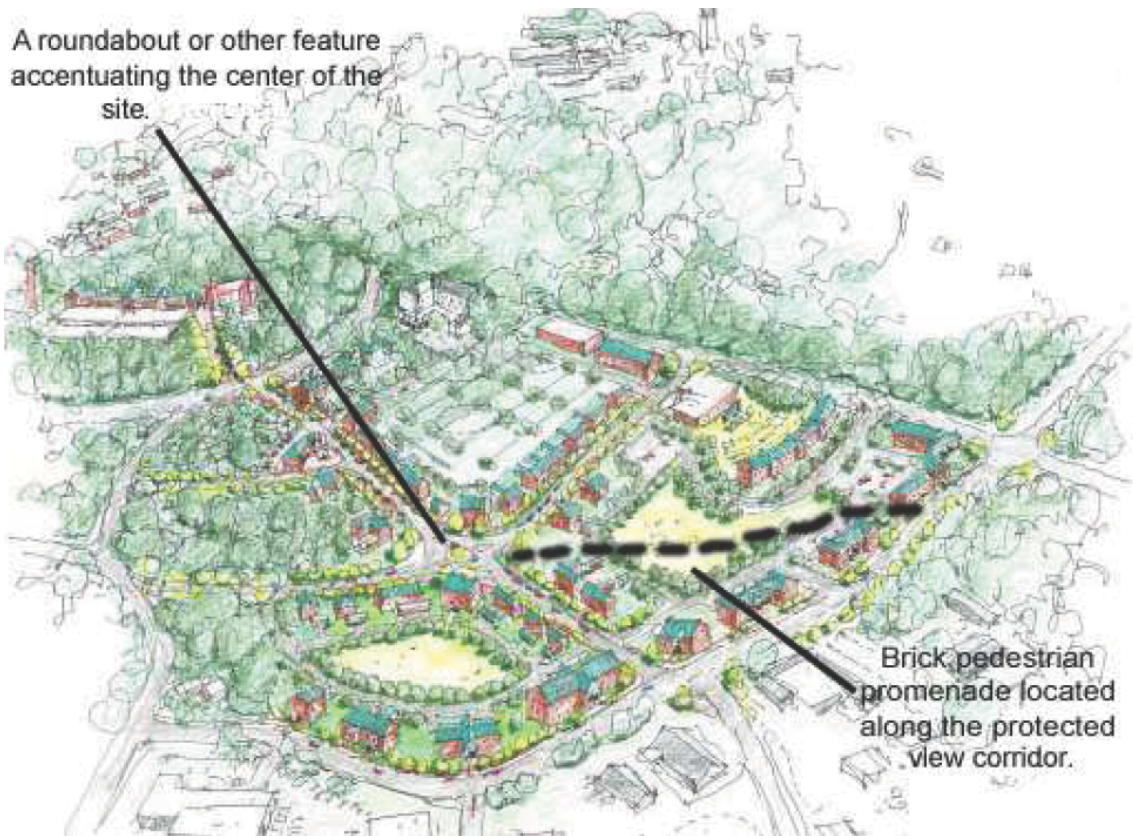 A roundabout or other feature
accentuating the center of the
site.
Brick pedestrian
promenade located
along the protected
view corridor.